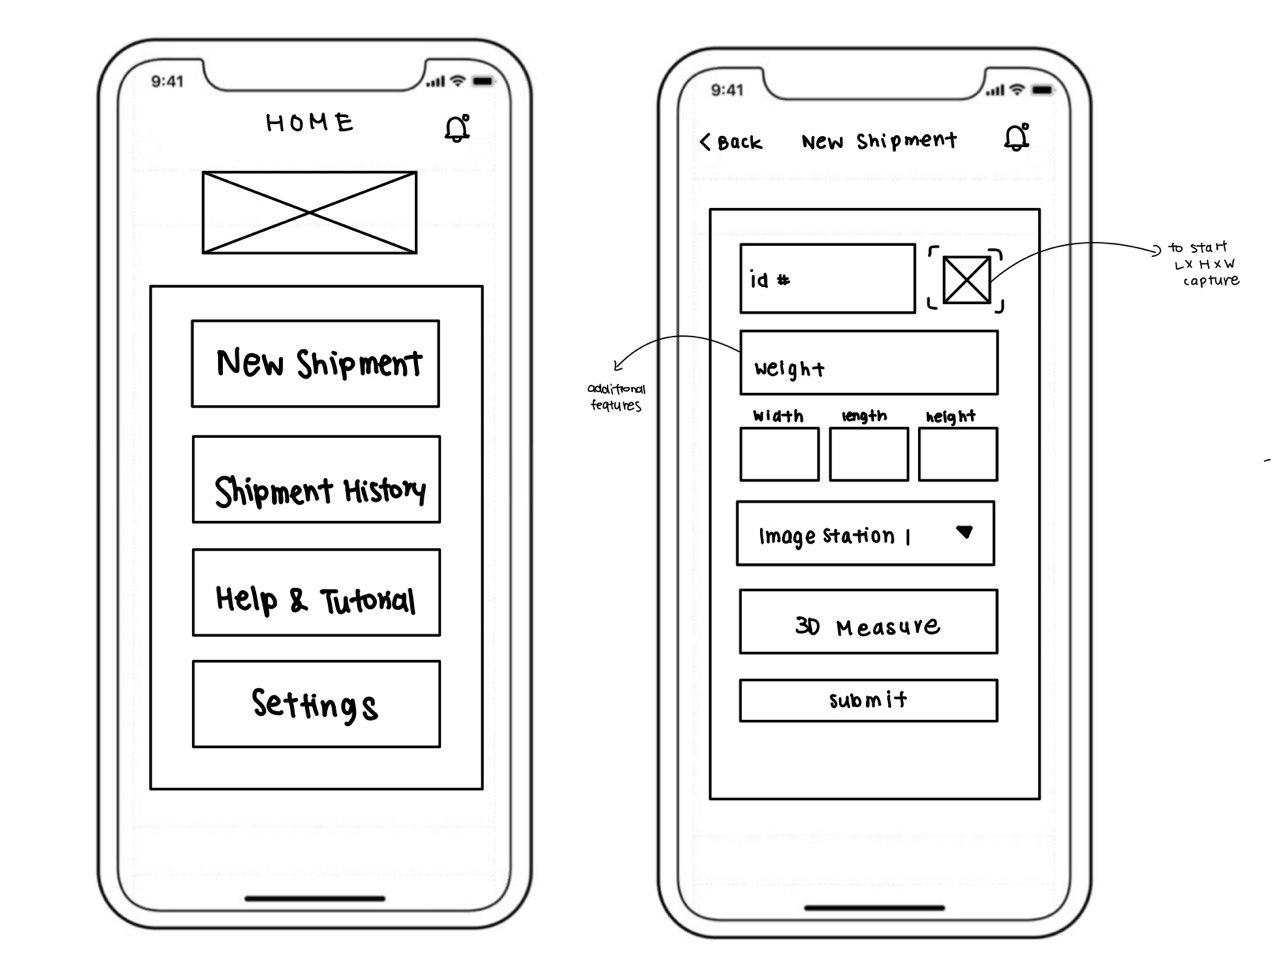 9:41
HOME
New Shipment
Shipment History
Help & Tutorial
Settings
9:41
< Back New Shipment
id #
to start
L x H x W
capture
weight
additional
features
width length height
Image Station 1
3D Measure
submit